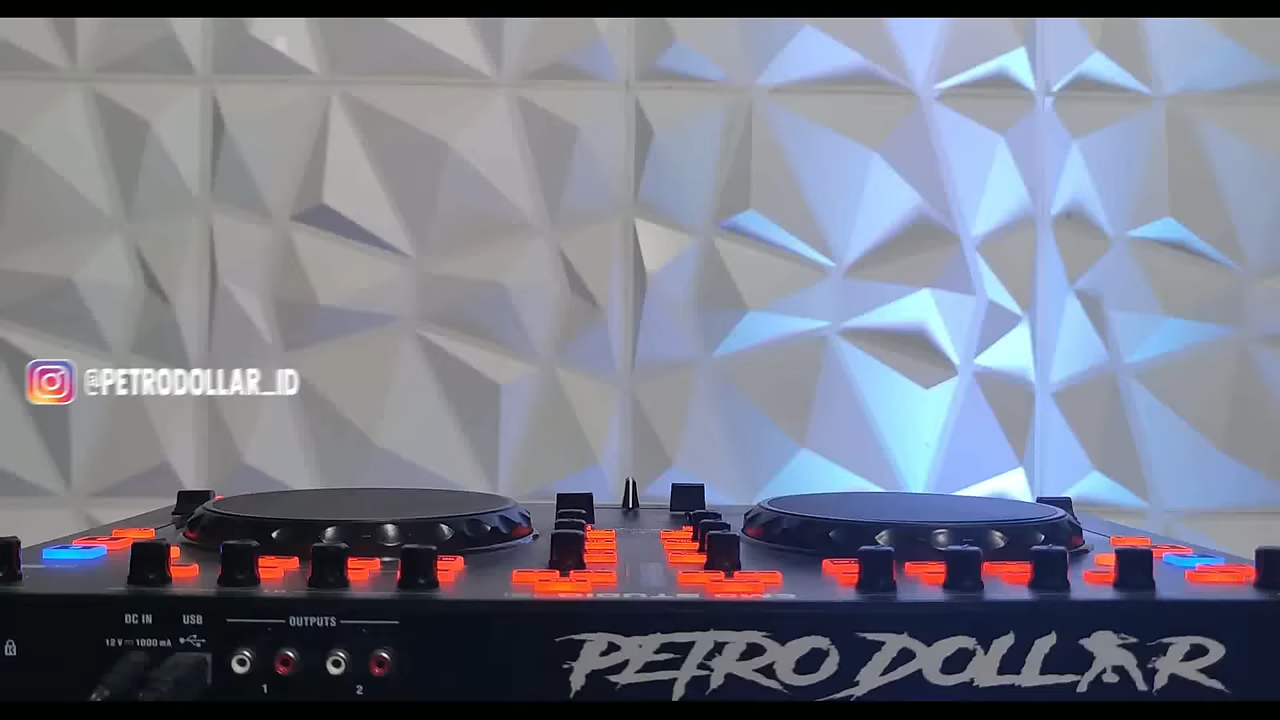 @PETRODOLLAR_ID
DC IN
USB
OUTPUTS
12 V 1000 mA
1
2
PETRO DOLLAR